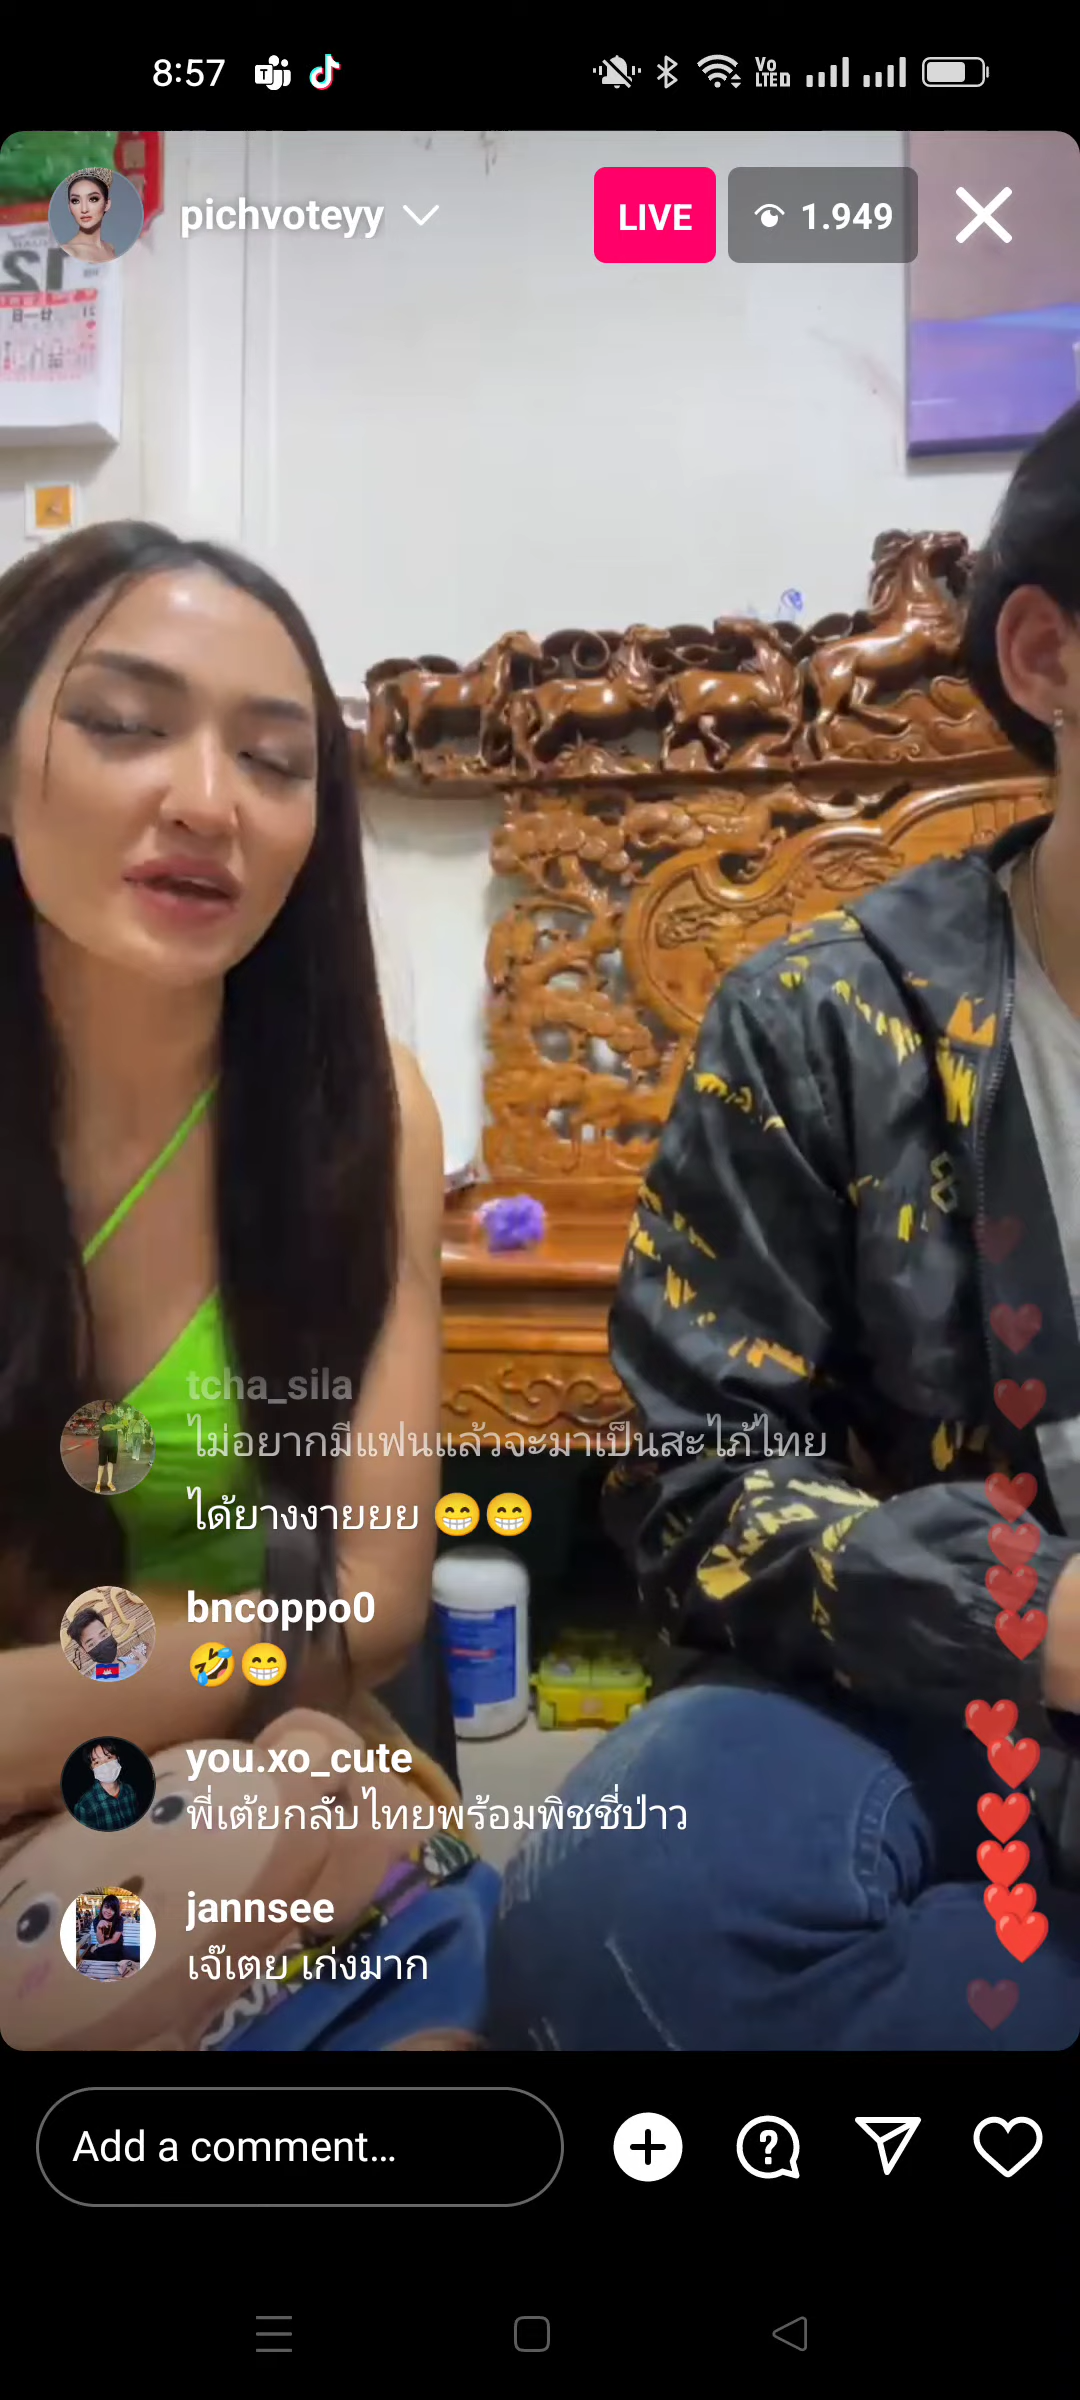 8:57
Vo
LTED
pichvoteyy
LIVE
1.949
12
tcha_sila
ไม่อยากมีแฟนแล้วจะมาเป็นสะไภ้ไทย
ได้ยางงายยย 😁😁
bncoppo0
🤣😁
you.xo_cute
พี่เต้ยกลับไทยพร้อมพิชชี่ป่าว
jannsee
เจ๊เตย เก่งมาก
Add a comment...